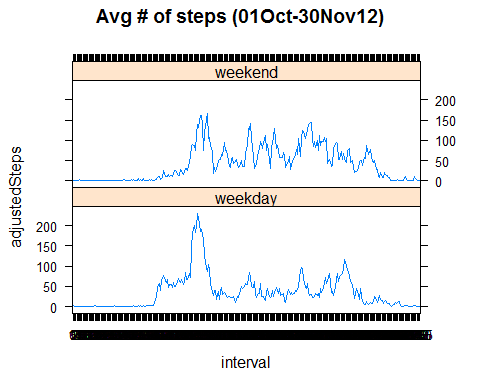 Avg # of steps (01Oct-30Nov12)
weekend
200
150
100
50
0
weekday
200
150
100
50
0
adjustedSteps
interval